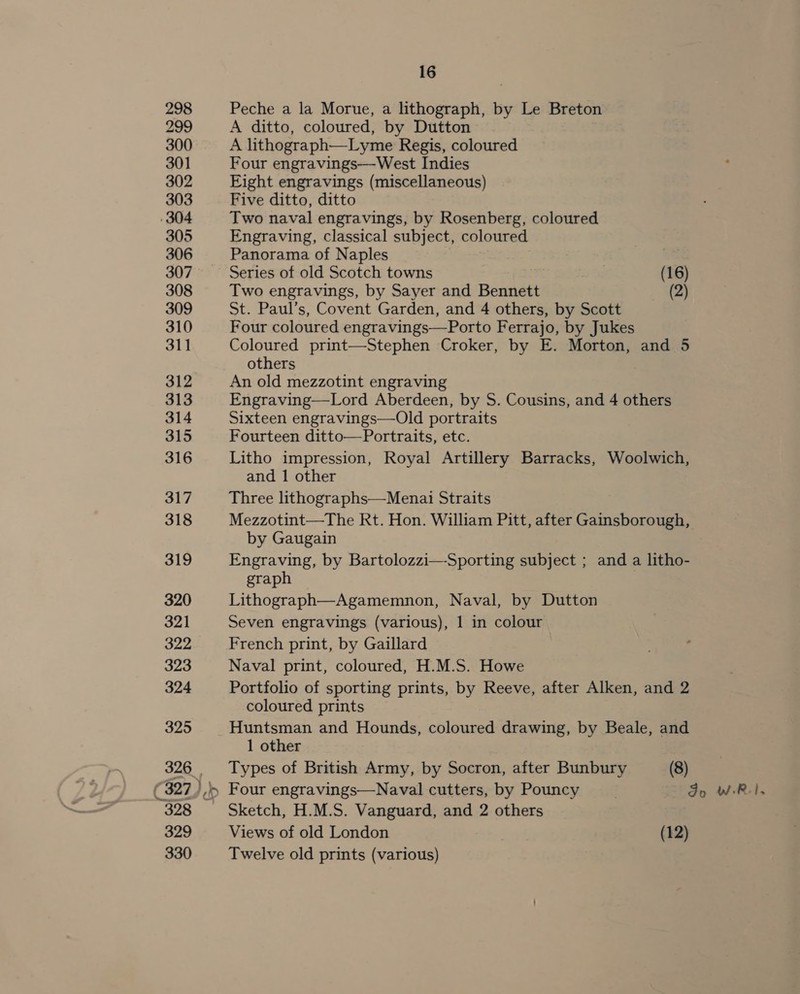 16
298 Peche a la Morue, a lithograph, by Le Breton
299 A ditto, coloured, by Dutton
300 A lithograph—Lyme Regis, coloured
301 Four engravings—West Indies
302 Eight engravings (miscellaneous)
303 Five ditto, ditto
304 Two naval engravings, by Rosenberg, coloured
305 Engraving, classical subject, coloured
306 Panorama of Naples
307 Series of old Scotch towns (16)
308 Two engravings, by Sayer and Bennett (2)
309 St. Paul's, Covent Garden, and 4 others, by Scott
310 Four coloured engravings—Porto Ferrajo, by Jukes
311 Coloured print—Stephen Croker, by E. Morton, and 5
others
312 An old mezzotint engraving
313 Engraving—Lord Aberdeen, by S. Cousins, and 4 others
314 Sixteen engravings—Old portraits
315 Fourteen ditto—Portraits, etc.
316 Litho impression, Royal Artillery Barracks, Woolwich,
and 1 other
317 Three lithographs—Menai Straits
318 Mezzotint—The Rt. Hon. William Pitt, after Gainsborough,
by Gaugain
319 Engraving, by Bartolozzi—Sporting subject ; and a litho-
graph
320 Lithograph—Agamemnon, Naval, by Dutton
321 Seven engravings (various), 1 in colour
322 French print, by Gaillard
323 Naval print, coloured, H.M.S. Howe
324 Portfolio of sporting prints, by Reeve, after Alken, and 2
coloured prints
325 Huntsman and Hounds, coloured drawing, by Beale, and
1 other
326 Types of British Army, by Socron, after Bunbury (8)
327 Four engravings—Naval cutters, by Pouncy W.R.I.
328 Sketch, H.M.S. Vanguard, and 2 others
329 Views of old London (12)
330 Twelve old prints (various)